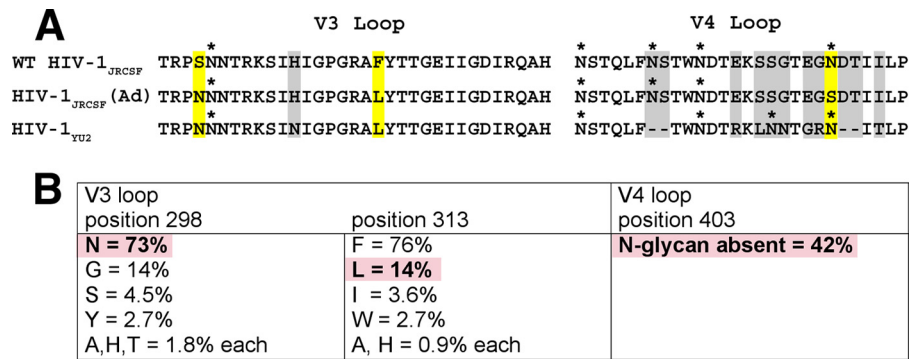 A
V3 Loop V4 Loop
* * * * *
WT HIV-1JRCSF TRPSNNTRKSIHIGPGRAFYTTGEIIGDIRQAH NSTQLFNSTWNDTEKSSGTEGNDTIILP
* * * *
HIV-1JRCSF(Ad) TRPNNNTRKSIHIGPGRALYTTGEIIGDIRQAH NSTQLFNSTWNDTEKSSGTEGSDTIILP
* * * * *
HIV-1YU2 TRPNNNTRKSINIGPGRALYTTGEIIGDIRQAH NSTQLF--TWNDTRKLNNTGRN--ITLP
B
V3 loop V4 loop
position 298 position 313 position 403
N = 73% F = 76% N-glycan absent = 42%
G = 14% L = 14%
S = 4.5% I = 3.6%
Y = 2.7% W = 2.7%
A,H,T = 1.8% each A, H = 0.9% each